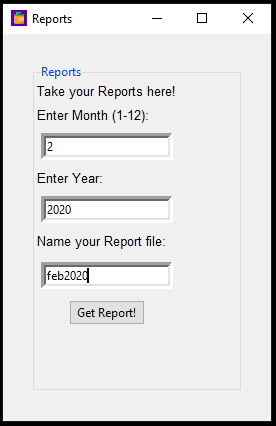 Reports
Reports
Take your Reports here!
Enter Month (1-12):
2
Enter Year:
2020
Name your Report file:
feb2020
Get Report!